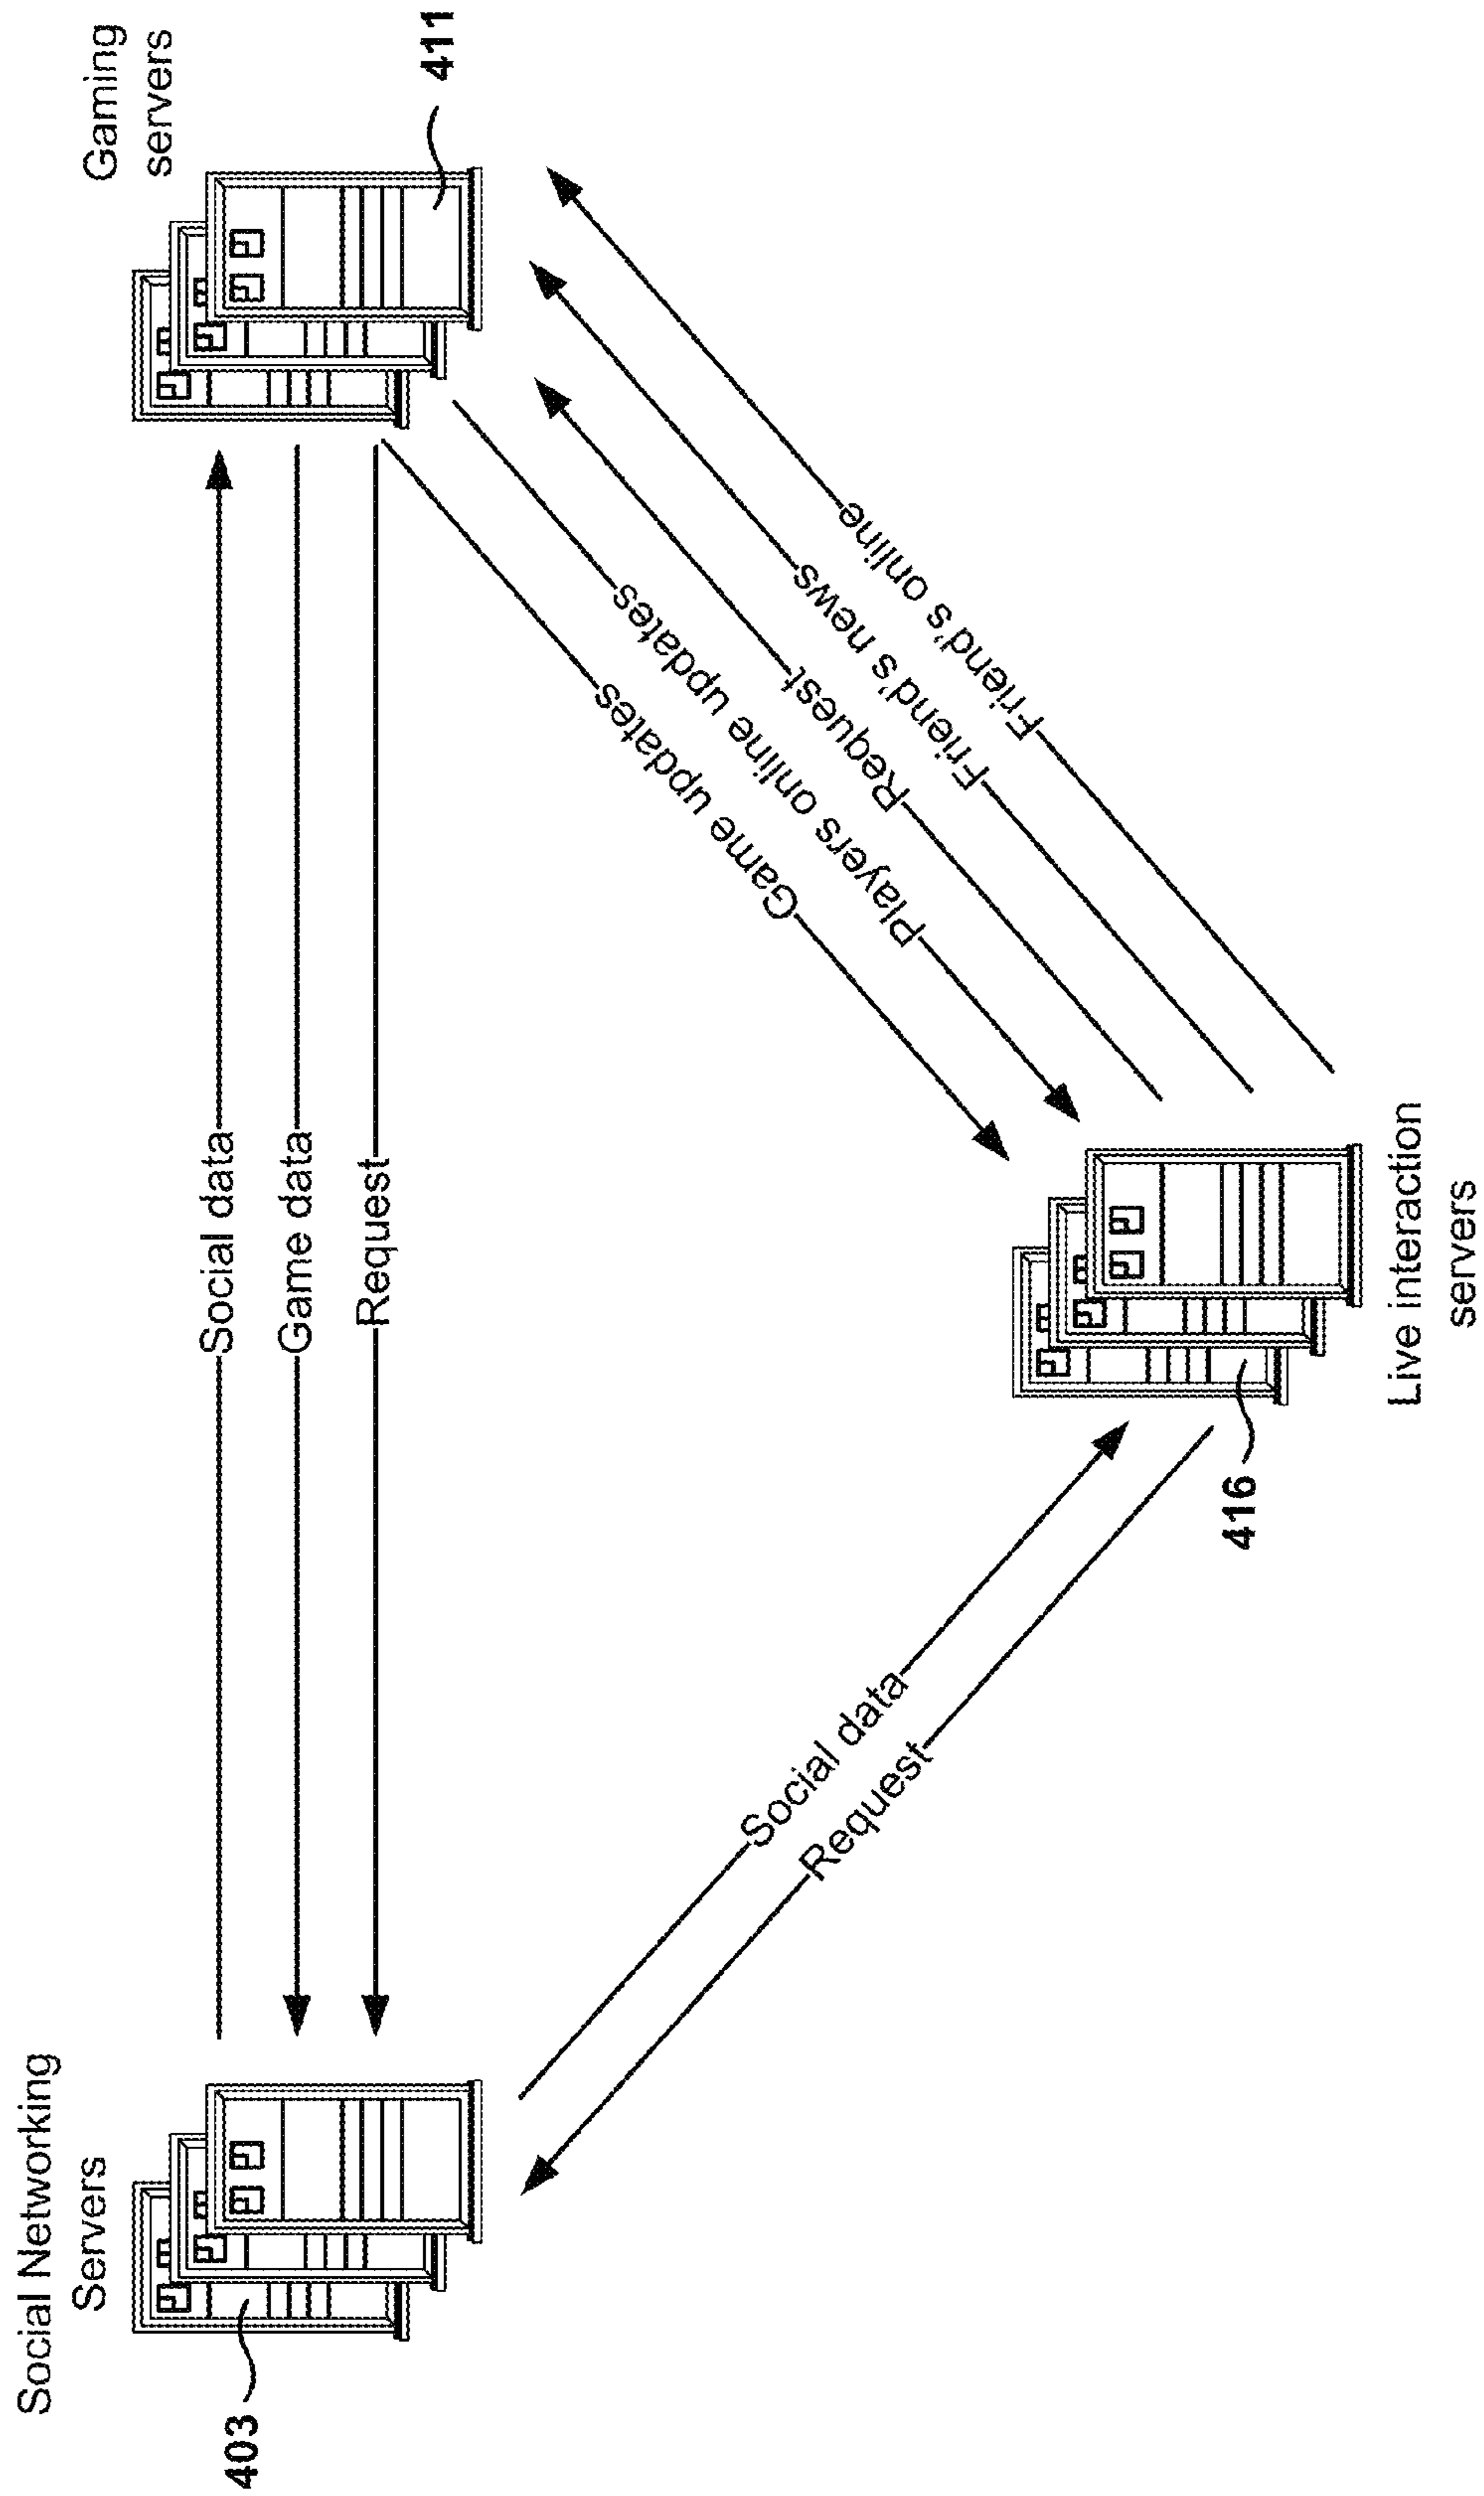 Social Networking
Servers
403
Gaming
servers
411
Social data
Game data
Request
Game updates
Players online updates
Request
Friend's news
Friend's online
Social data
Request
416
Live interaction
servers